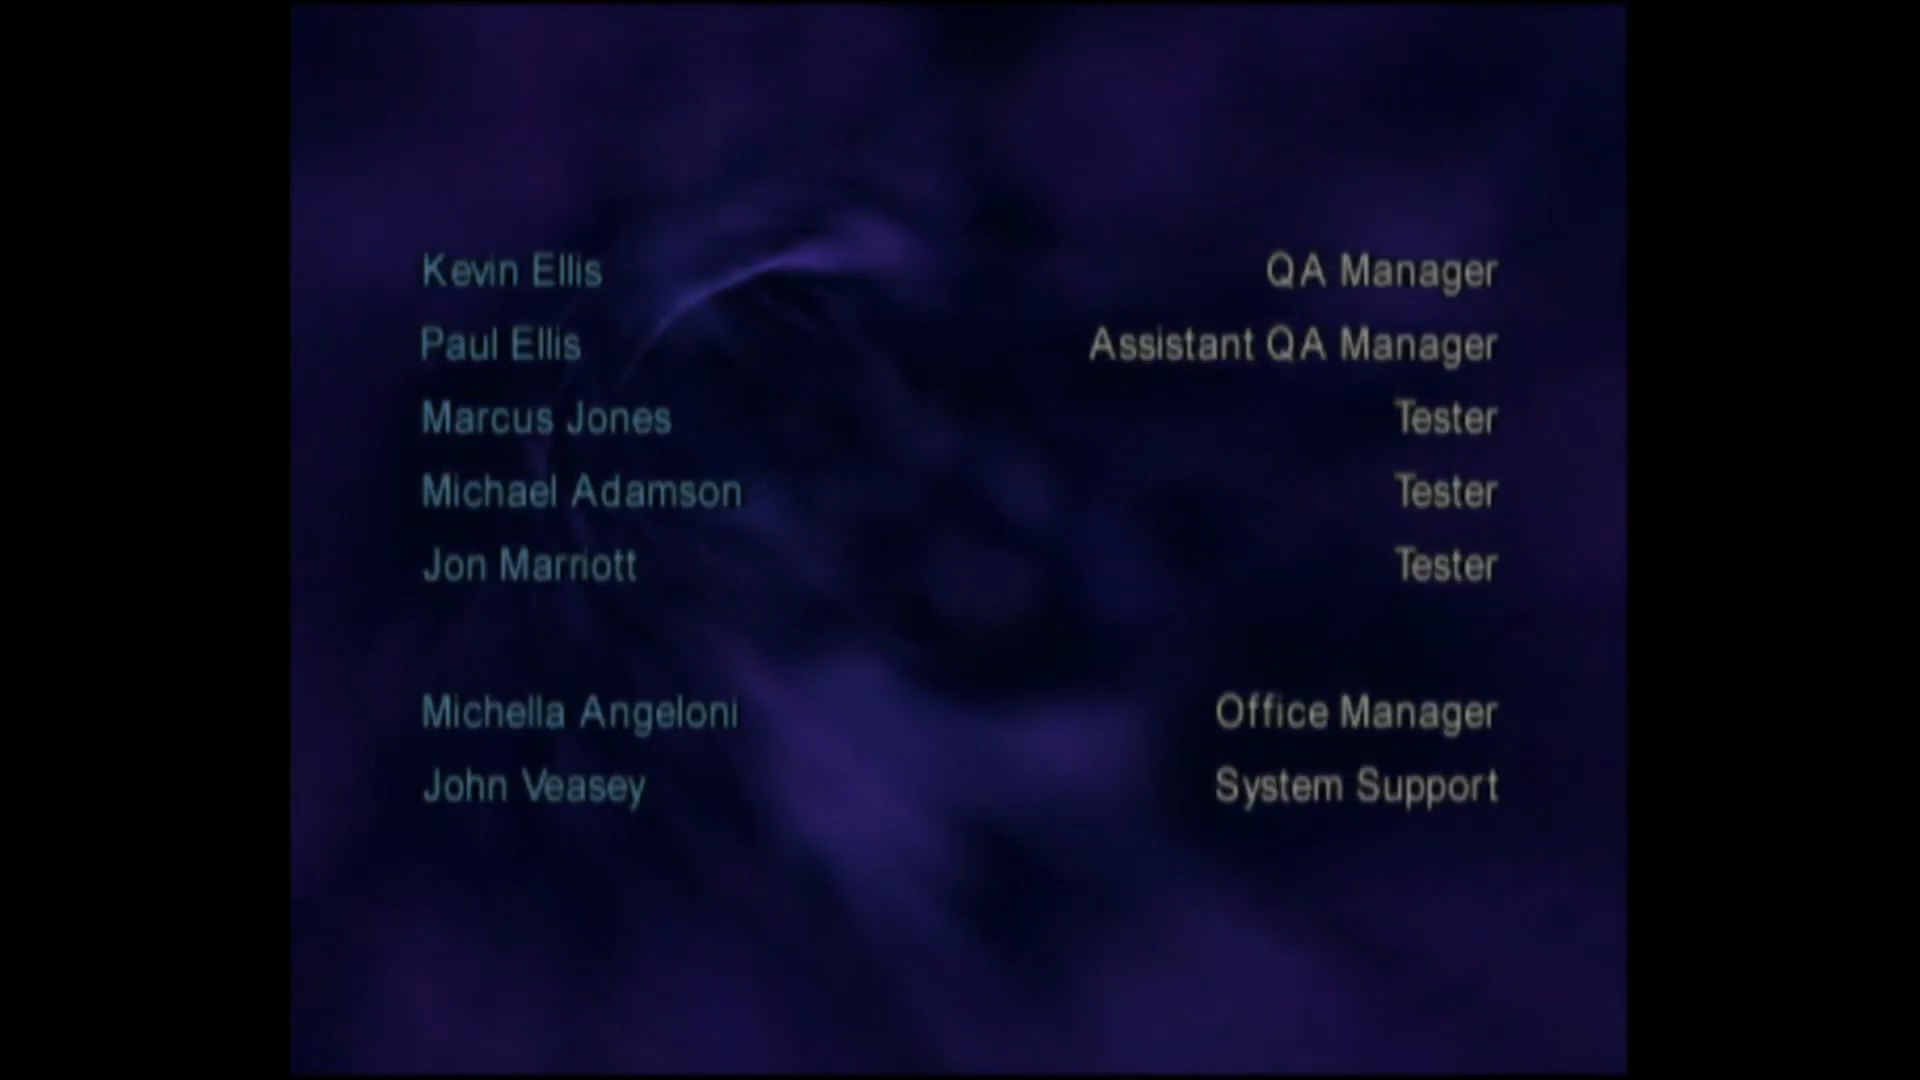 Kevin Ellis QA Manager
Paul Ellis Assistant QA Manager
Marcus Jones Tester
Michael Adamson Tester
Jon Marriott Tester
Michella Angeloni Office Manager
John Veasey System Support